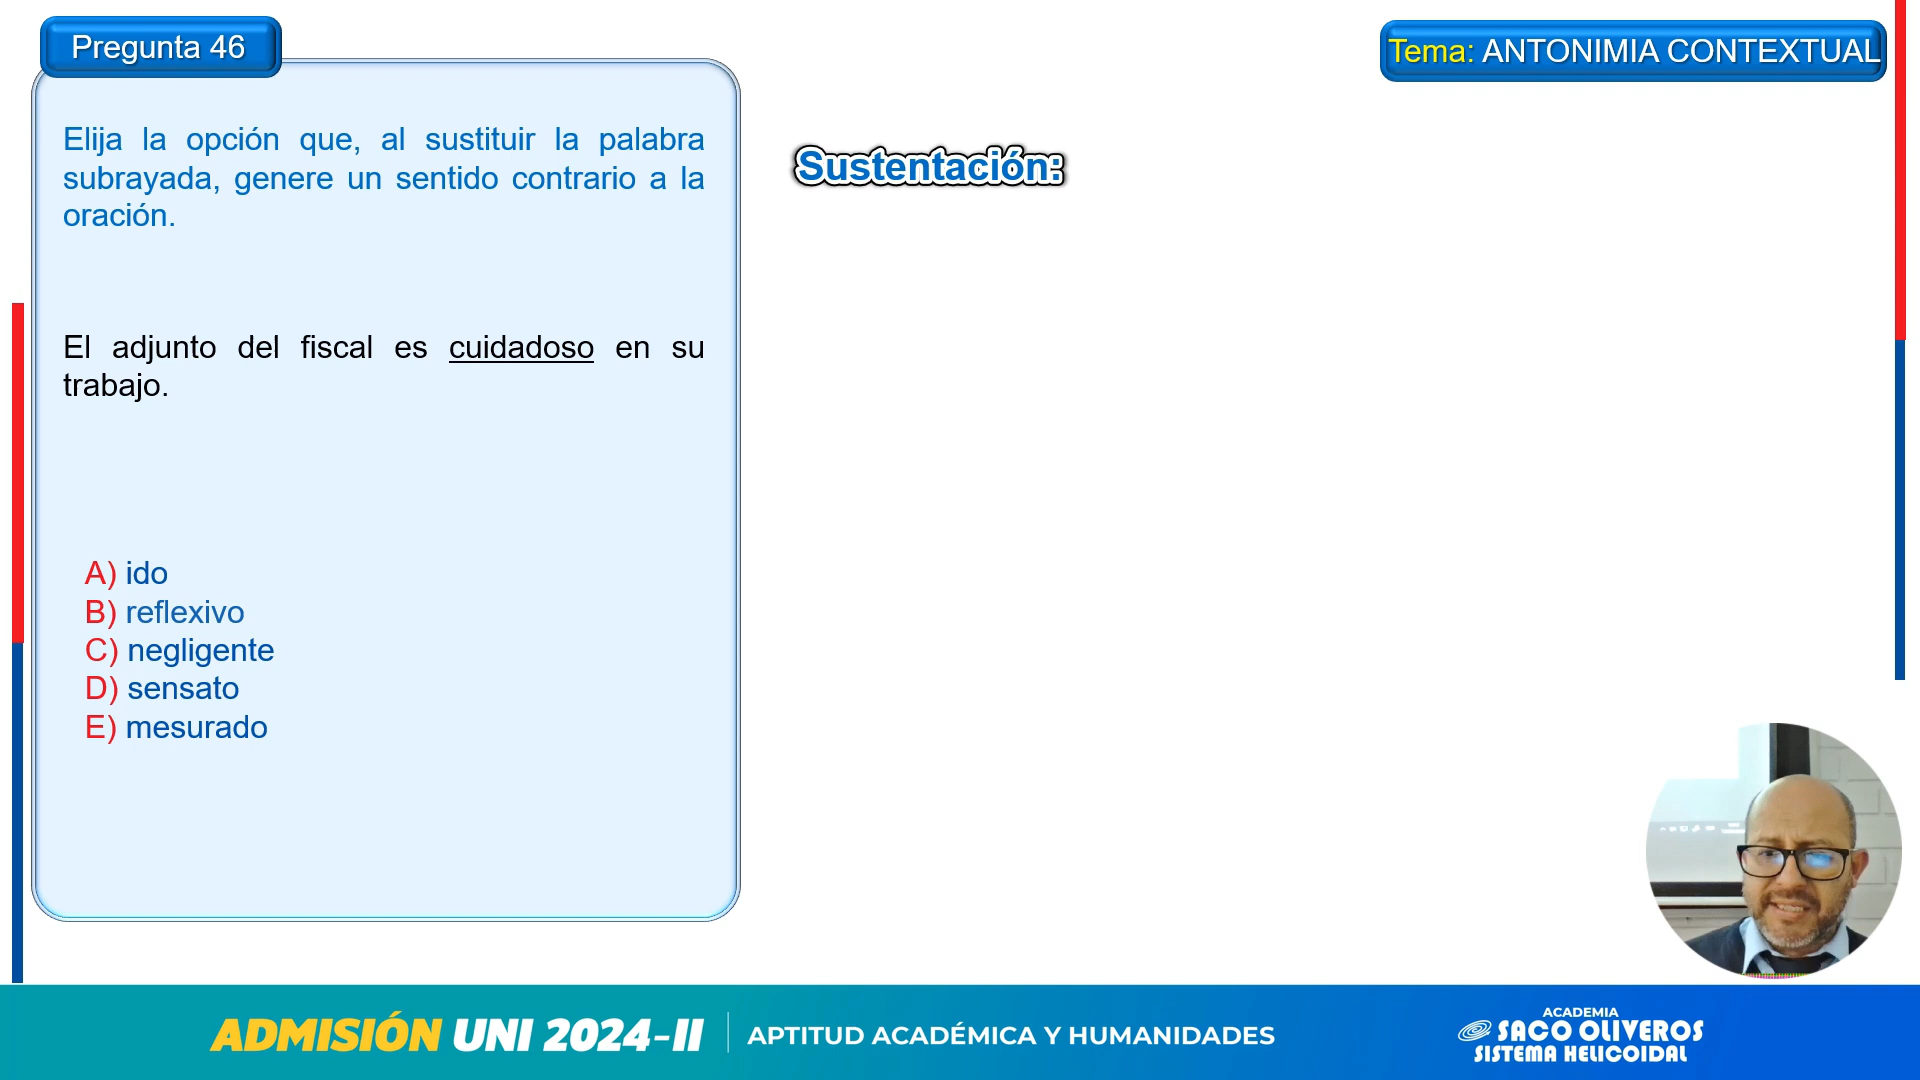 Pregunta 46
Tema: ANTONIMIA CONTEXTUAL
Elija la opción que, al sustituir la palabra
subrayada, genere un sentido contrario a la
oración.
El adjunto del fiscal es cuidadoso en su
trabajo.
A) ido
B) reflexivo
C) negligente
D) sensato
E) mesurado
Sustentación:
ADMISIÓN UNI 2024-II
APTITUD ACADÉMICA Y HUMANIDADES
ACADEMIA
SACO OLIVEROS
SISTEMA HELICOIDAL